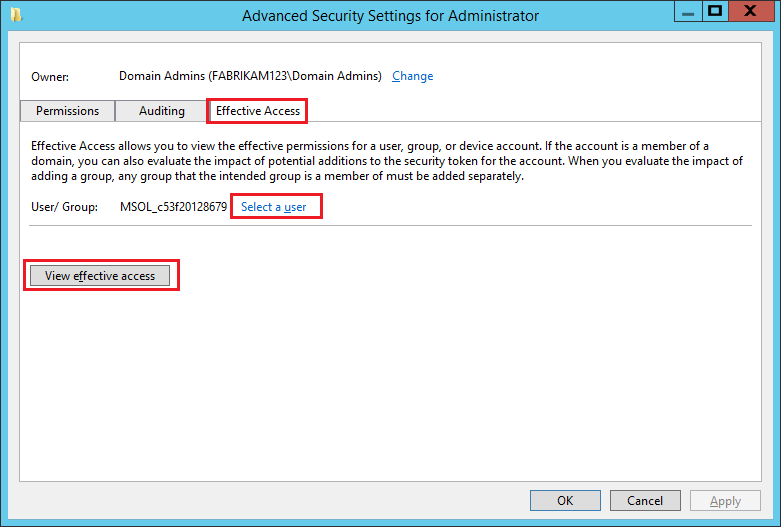 Advanced Security Settings for Administrator
Owner: Domain Admins (FABRIKAM123\Domain Admins) Change
Permissions Auditing Effective Access
Effective Access allows you to view the effective permissions for a user, group, or device account. If the account is a member of a
domain, you can also evaluate the impact of potential additions to the security token for the account. When you evaluate the impact of
adding a group, any group that the intended group is a member of must be added separately.
User/ Group: MSOL_c53f20128679 Select a user
View effective access
OK Cancel Apply